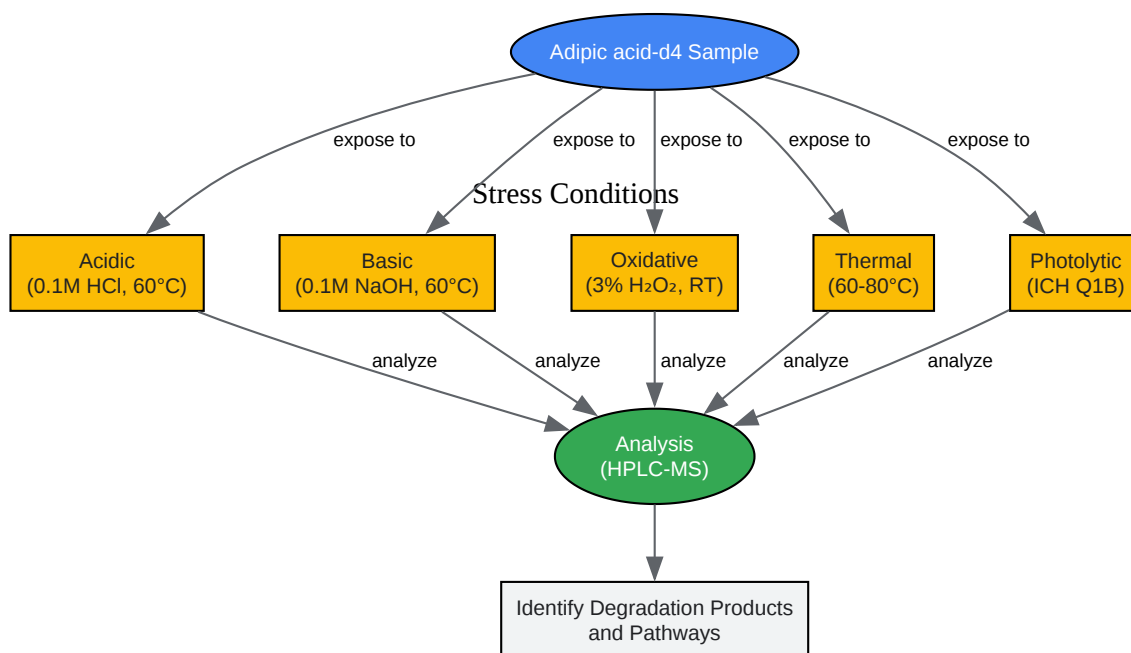 Adipic acid-d4 Sample
expose to
expose to
expose to
expose to
expose to
Stress Conditions
Acidic
(0.1M HCl, 60°C)
Basic
(0.1M NaOH, 60°C)
Oxidative
(3% H₂O₂, RT)
Thermal
(60-80°C)
Photolytic
(ICH Q1B)
analyze
analyze
analyze
analyze
analyze
Analysis
(HPLC-MS)
Identify Degradation Products
and Pathways